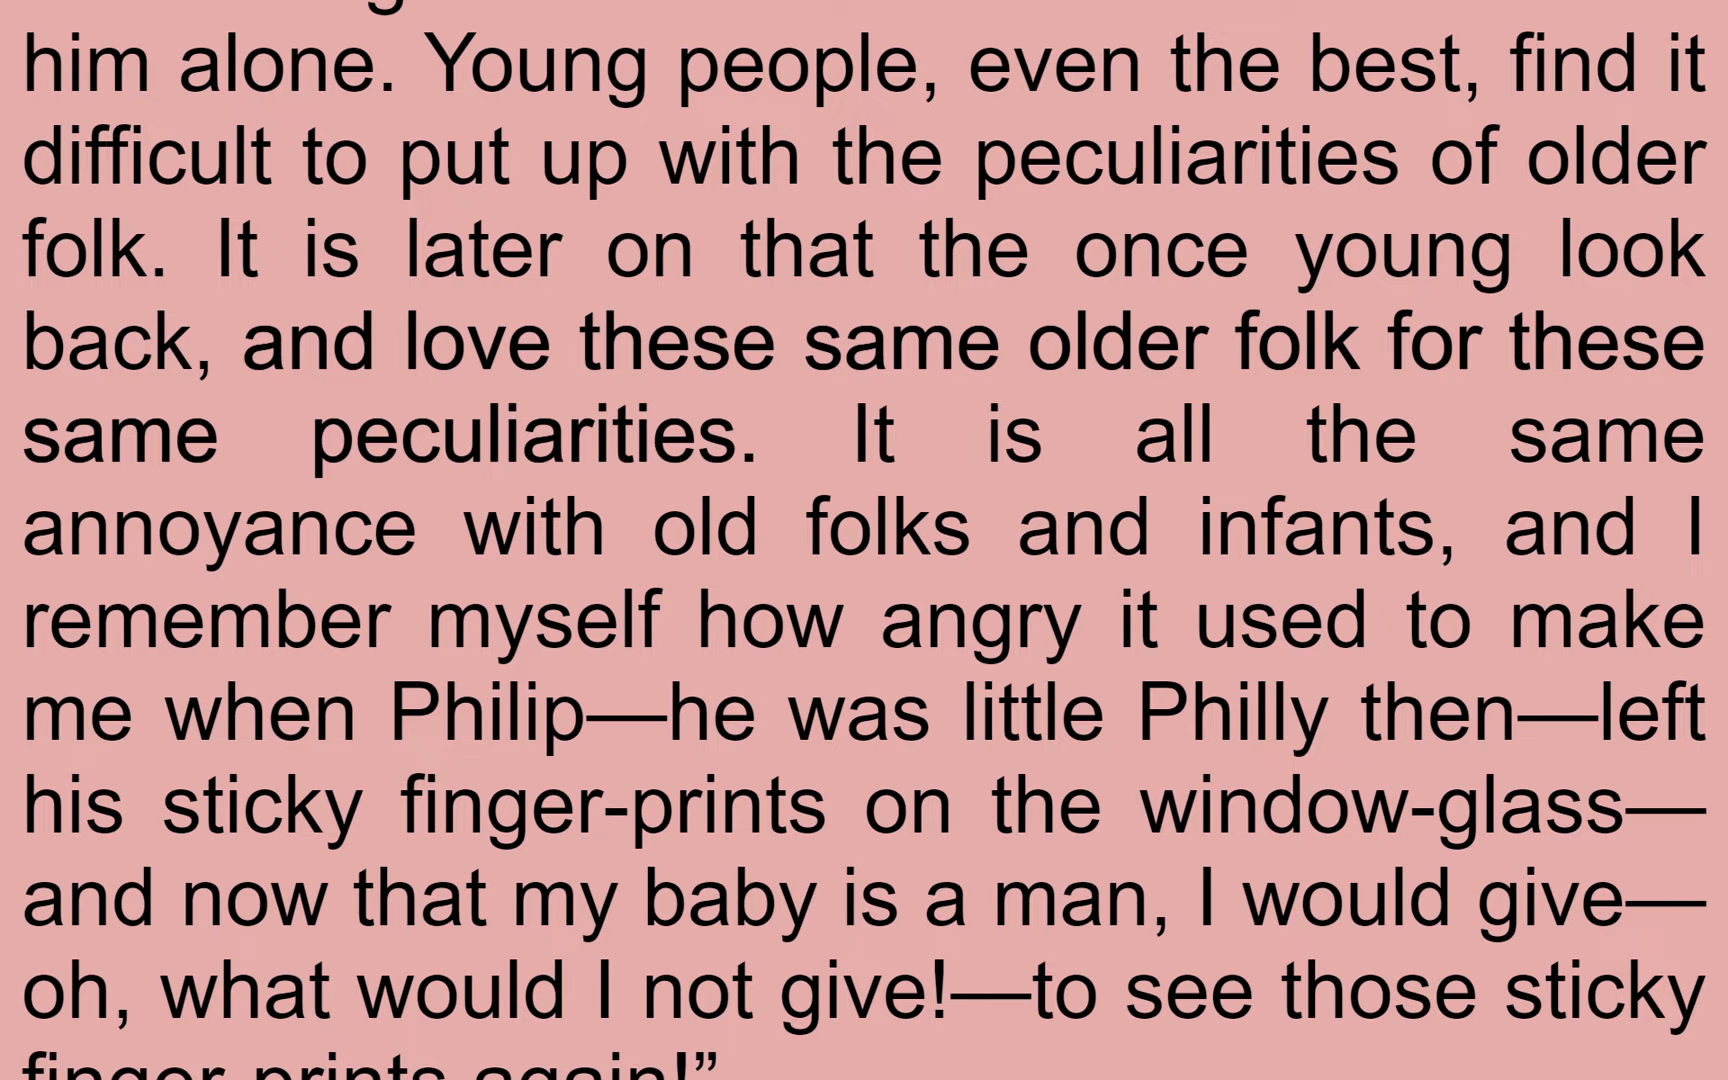 him alone. Young people, even the best, find it
difficult to put up with the peculiarities of older
folk. It is later on that the once young look
back, and love these same older folk for these
same peculiarities. It is all the same
annoyance with old folks and infants, and I
remember myself how angry it used to make
me when Philip—he was little Philly then—left
his sticky finger-prints on the window-glass—
and now that my baby is a man, I would give—
oh, what would I not give!—to see those sticky
finger-prints again!”